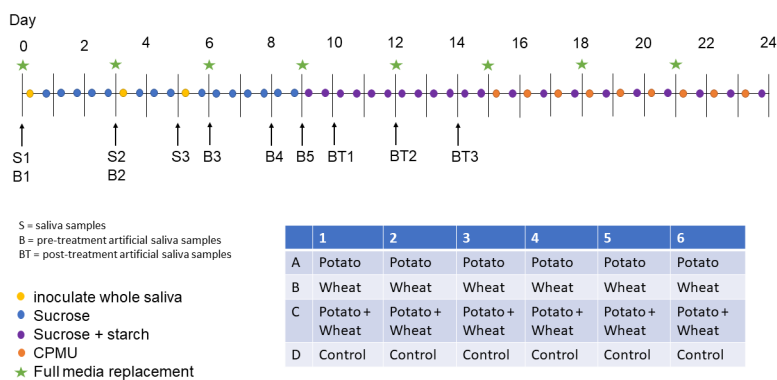 Day
0 2 4 6 8 10 12 14 16 18 20 22 24
S1 S2 S3 B3 B4 B5 BT1 BT2 BT3
B1 B2
S = saliva samples
B = pre-treatment artificial saliva samples
BT = post-treatment artificial saliva samples
inoculate whole saliva
Sucrose
Sucrose + starch
CPMU
Full media replacement
1 2 3 4 5 6
A Potato Potato Potato Potato Potato Potato
B Wheat Wheat Wheat Wheat Wheat Wheat
C Potato + Potato + Potato + Potato + Potato + Potato +
Wheat Wheat Wheat Wheat Wheat Wheat
D Control Control Control Control Control Control